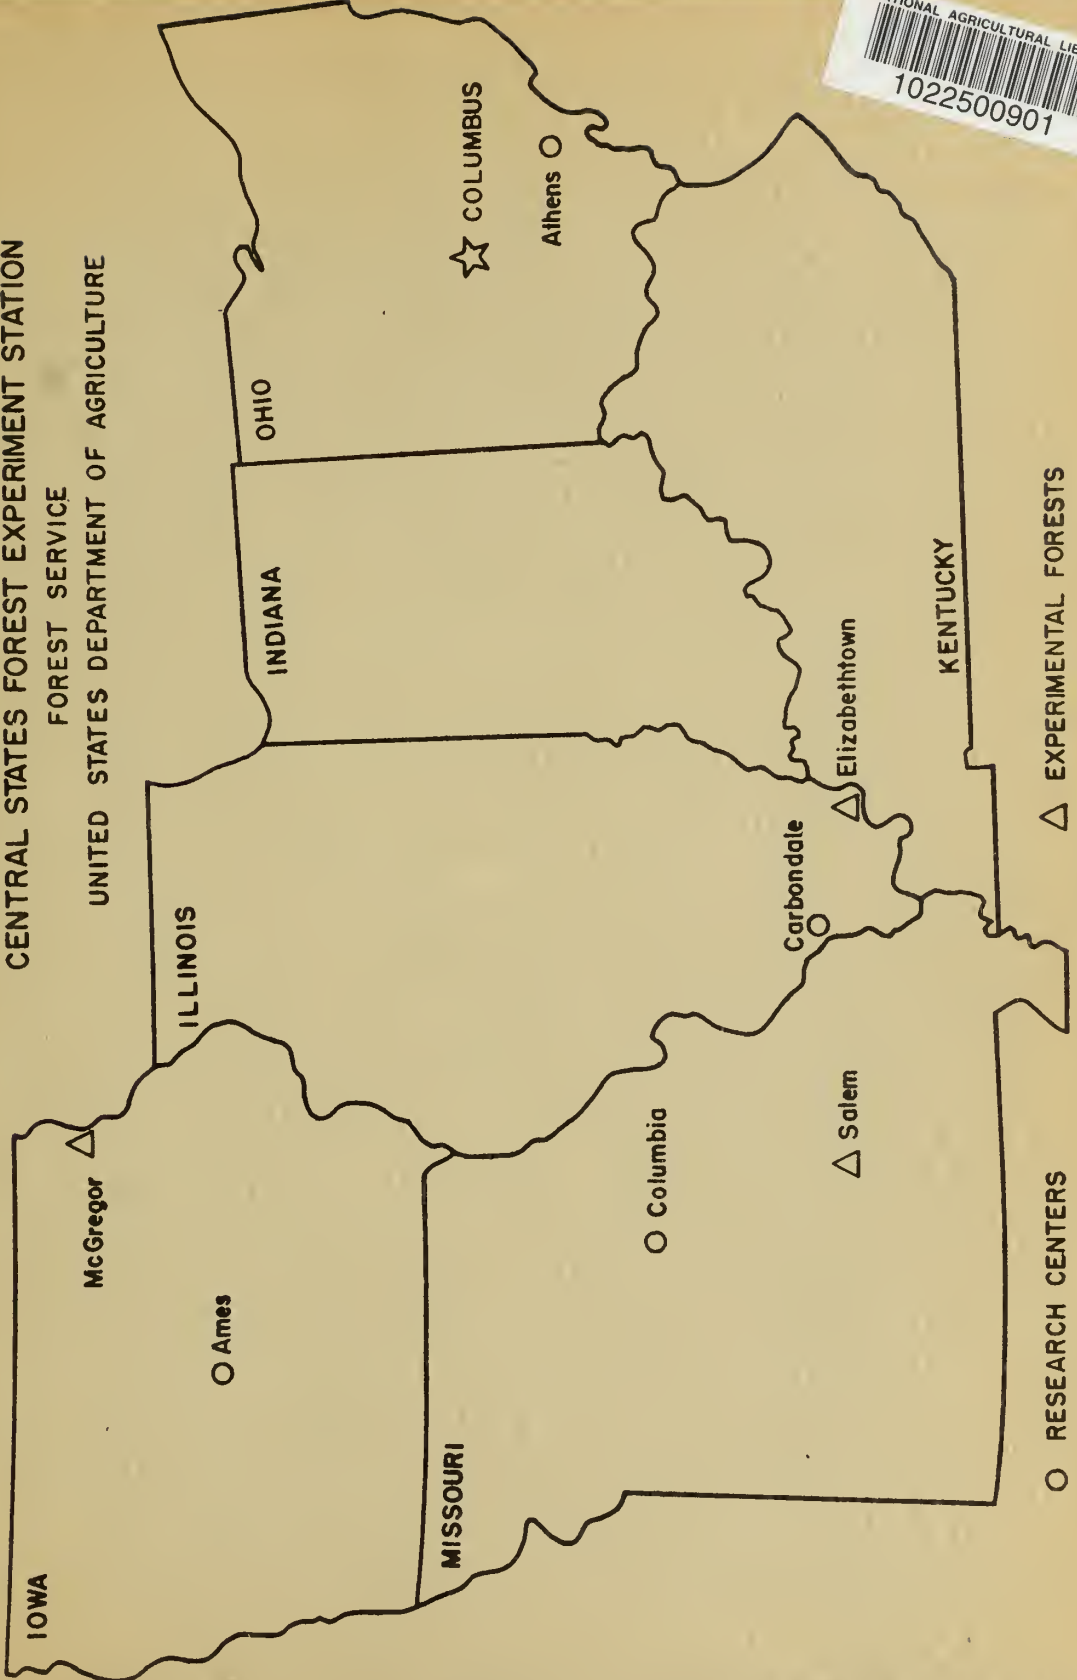 CENTRAL STATES FOREST EXPERIMENT STATION
FOREST SERVICE
UNITED STATES DEPARTMENT OF AGRICULTURE
IOWA
McGregor
Ames
ILLINOIS
INDIANA
OHIO
COLUMBUS
Athens
MISSOURI
Columbia
Salem
Carbondale
Elizabethtown
KENTUCKY
RESEARCH CENTERS
EXPERIMENTAL FORESTS
AGRICULTURAL
1022500901